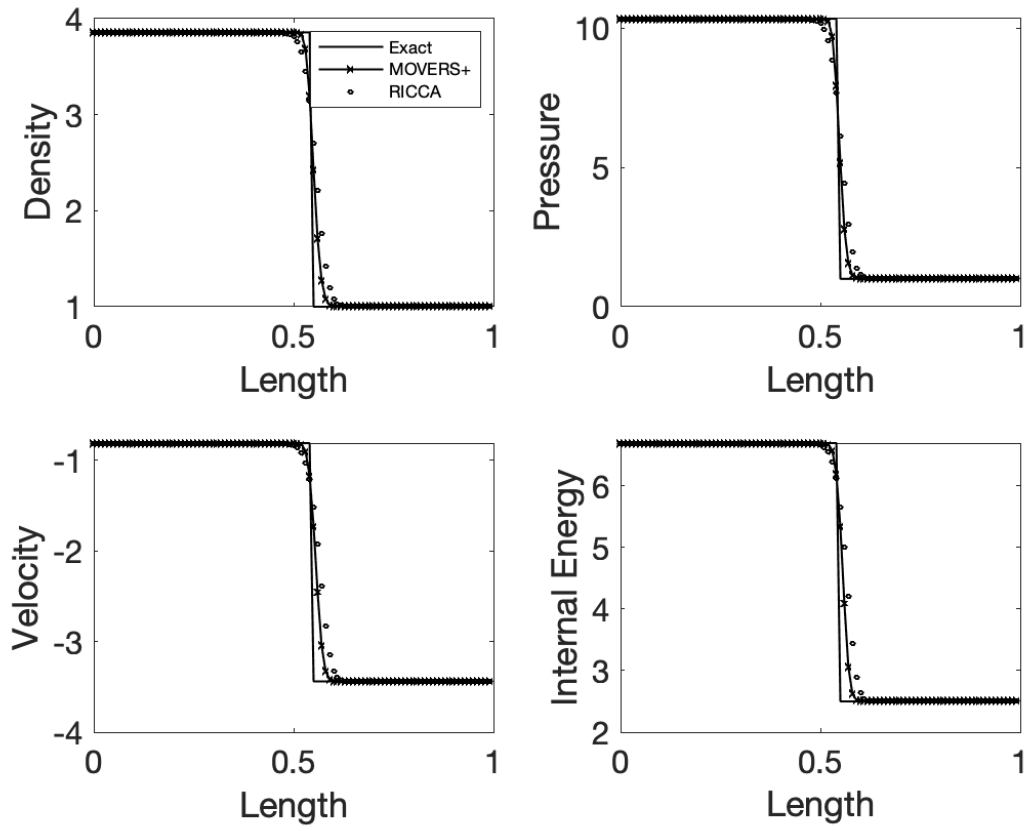 4
3
2
1
Density
0
0.5
1
Length
Exact
MOVERS+
RICCA
10
5
0
Pressure
0
0.5
1
Length
-1
-2
-3
-4
Velocity
0
0.5
1
Length
6
5
4
3
2
Internal Energy
0
0.5
1
Length